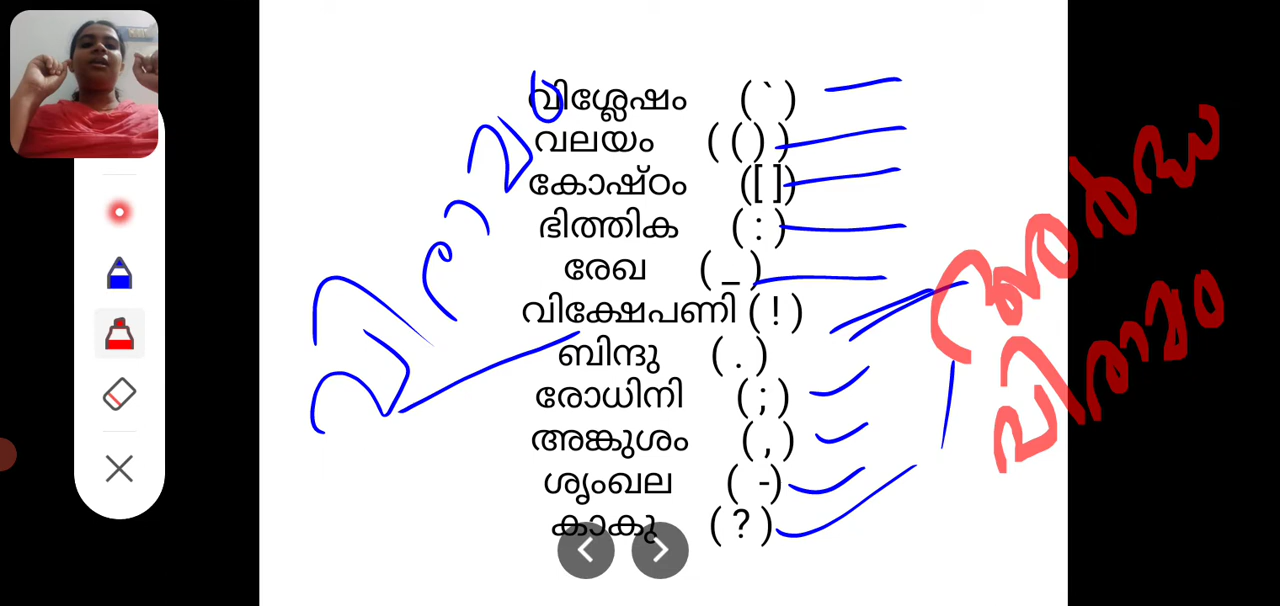 വിശ്ലേഷം ( ` )
വലയം ( ( ) )
കോഷ്ഠം ([ ])
ഭിത്തിക ( : )
രേഖ ( _ )
വിക്ഷേപണി ( ! )
ബിന്ദു ( . )
രോധിനി ( ; )
അങ്കുശം ( , )
ശൃംഖല ( -)
കാകു ( ? )
വിരാമം
അർദ്ധ
വിരാമം